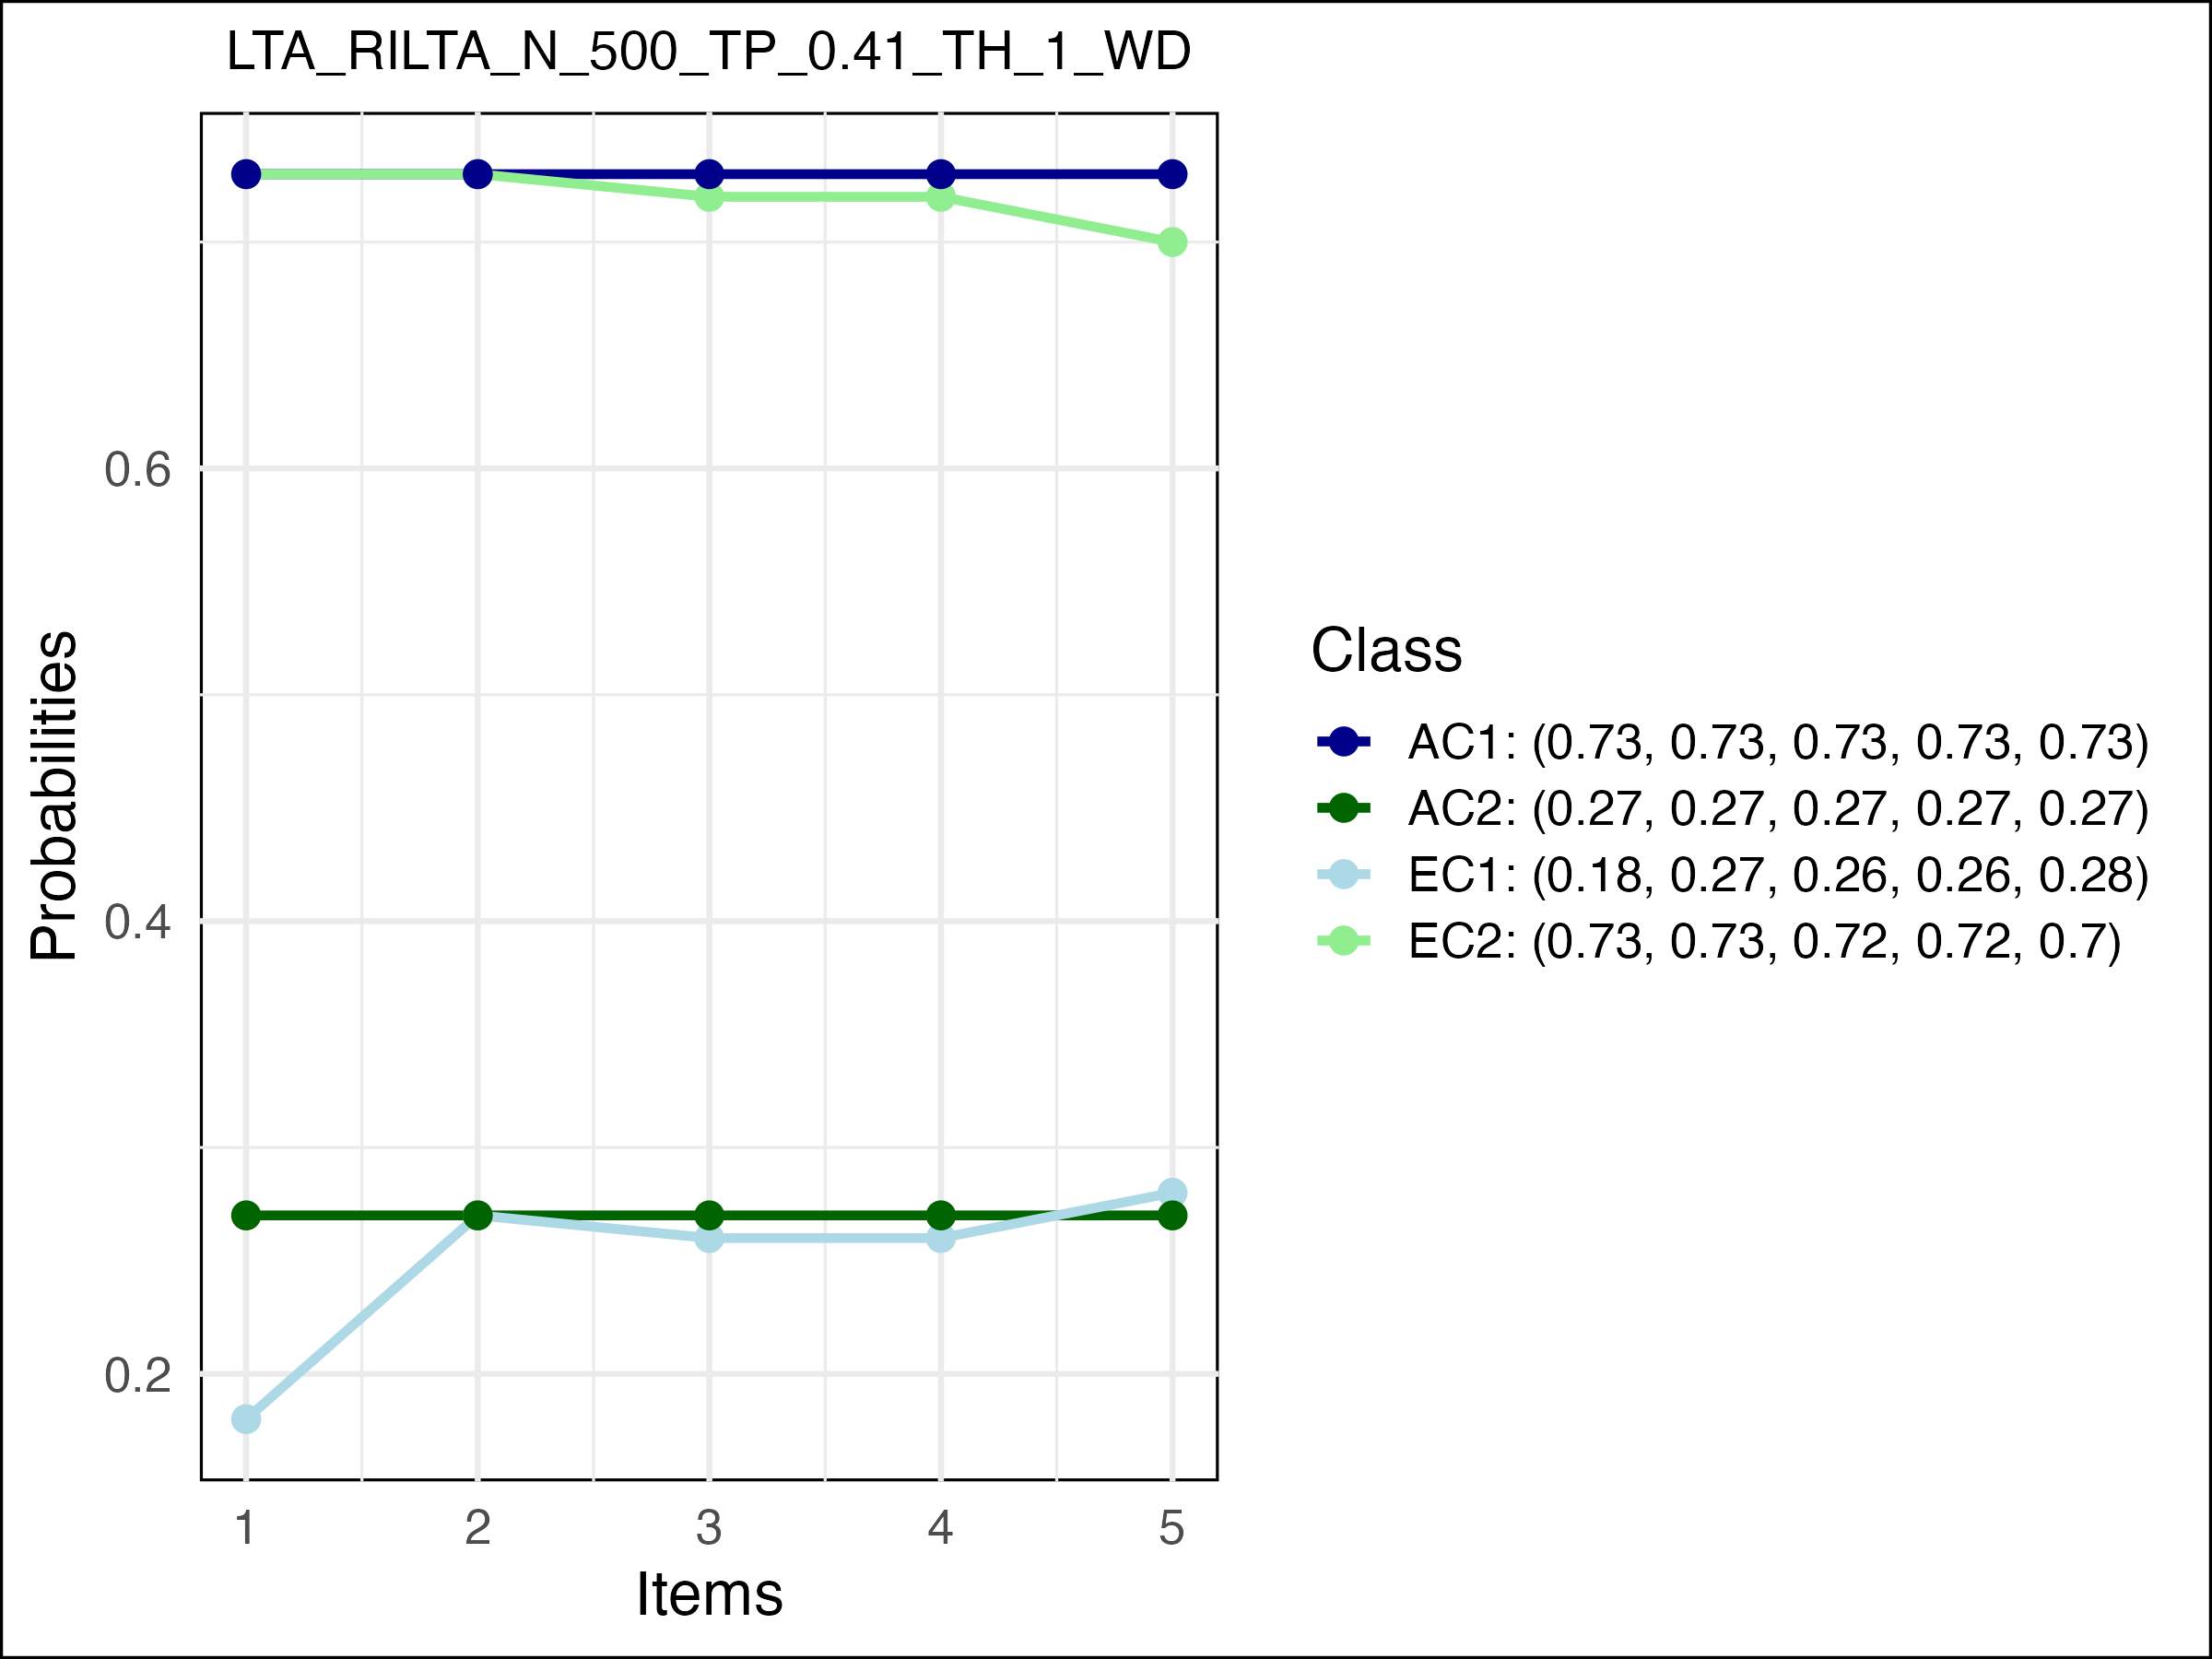 LTA_RILTA_N_500_TP_0.41_TH_1_WD
Probabilities
0.6
0.4
0.2
1 2 3 4 5
Items
Class
AC1: (0.73, 0.73, 0.73, 0.73, 0.73)
AC2: (0.27, 0.27, 0.27, 0.27, 0.27)
EC1: (0.18, 0.27, 0.26, 0.26, 0.28)
EC2: (0.73, 0.73, 0.72, 0.72, 0.7)